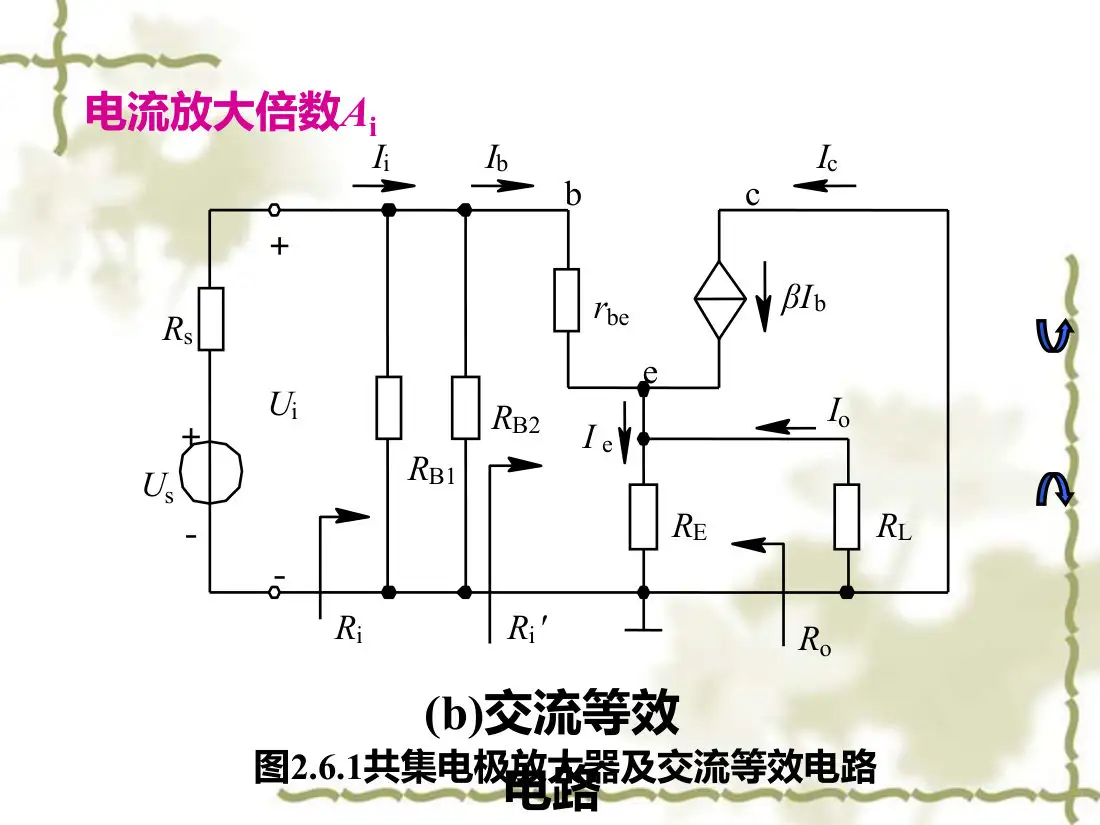 电流放大倍数Ai
Ii
Ib
Ic
b
c
+
Rs
rbe
βIb
e
Ui
RB2
Io
Ie
+
RB1
Us
RE
RL
-
-
Ri
Ri′
Ro
(b)交流等效
电路
图2.6.1共集电极放大器及交流等效电路